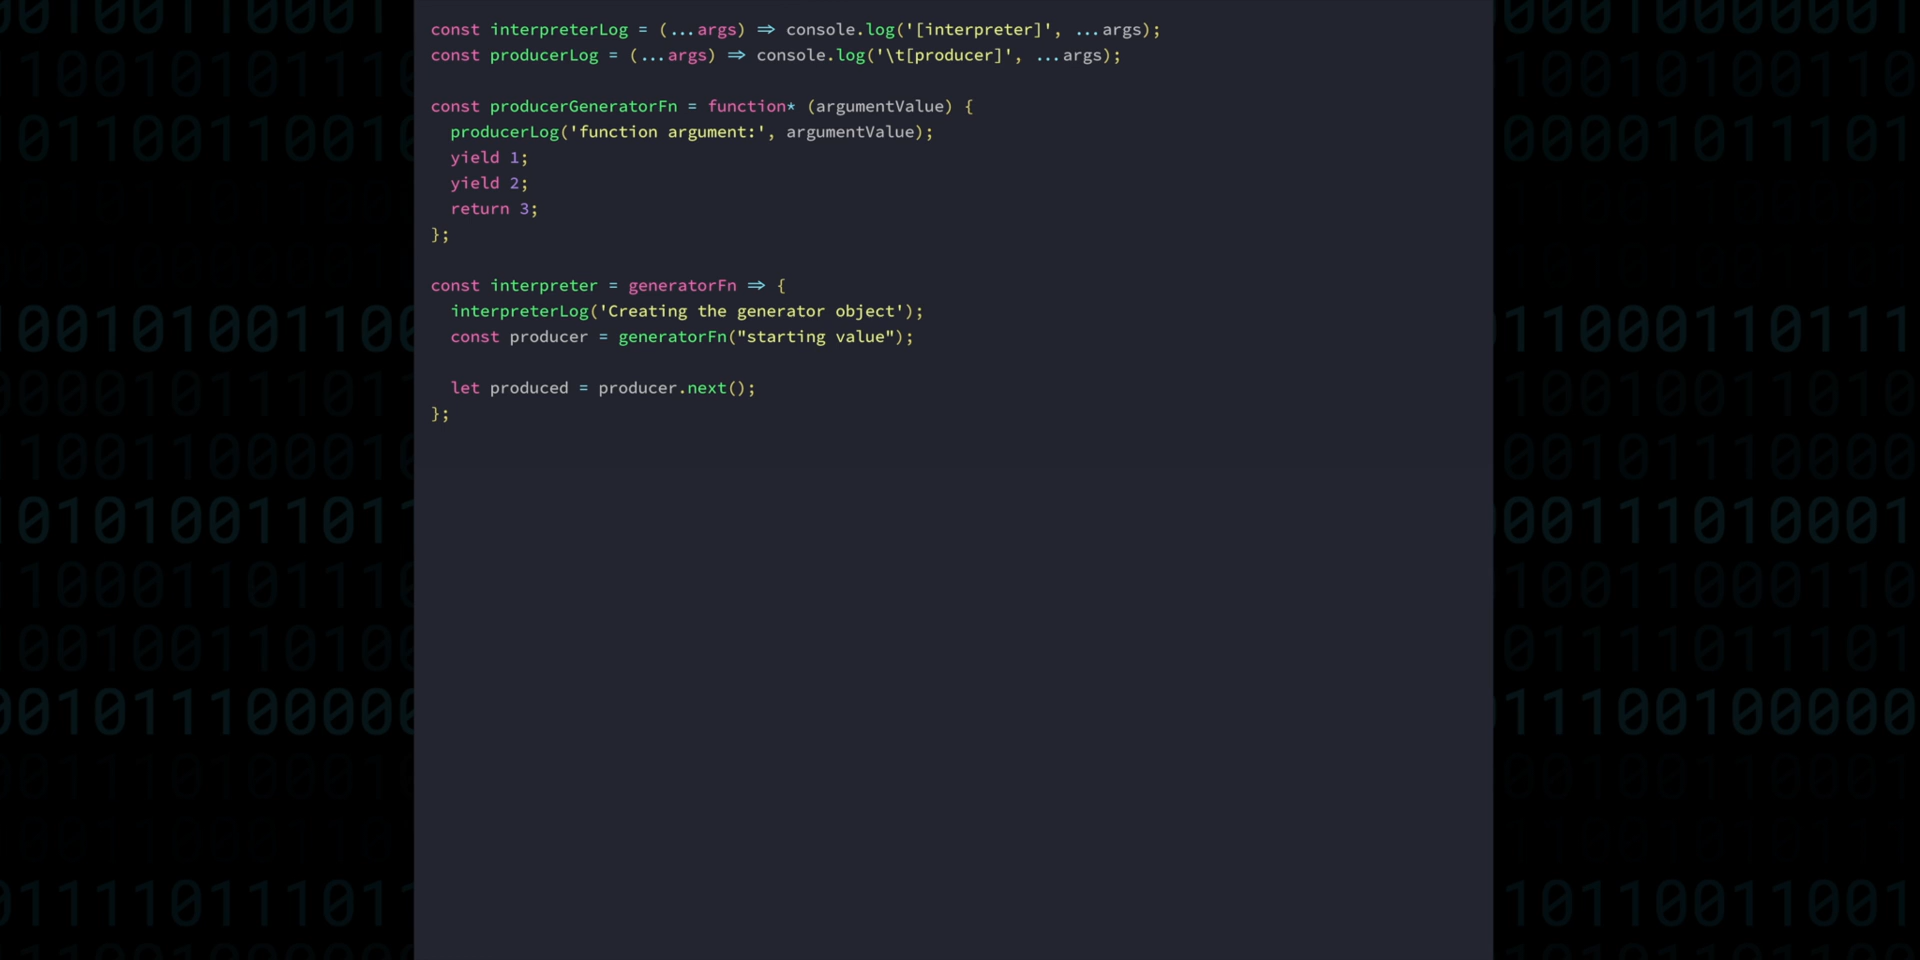 const interpreterLog = (...args) => console.log('[interpreter]', ...args);
const producerLog = (...args) => console.log('\t[producer]', ...args);
const producerGeneratorFn = function* (argumentValue) {
producerLog('function argument:', argumentValue);
yield 1;
yield 2;
return 3;
};
const interpreter = generatorFn => {
interpreterLog('Creating the generator object');
const producer = generatorFn("starting value");
let produced = producer.next();
};